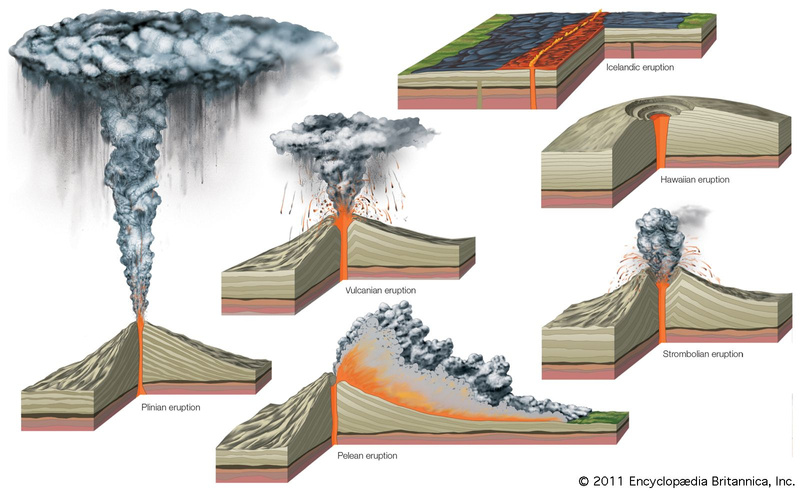 Icelandic eruption
Hawaiian eruption
Vulcanian eruption
Strombolian eruption
Plinian eruption
Pelean eruption
© 2011 Encyclopædia Britannica, Inc.